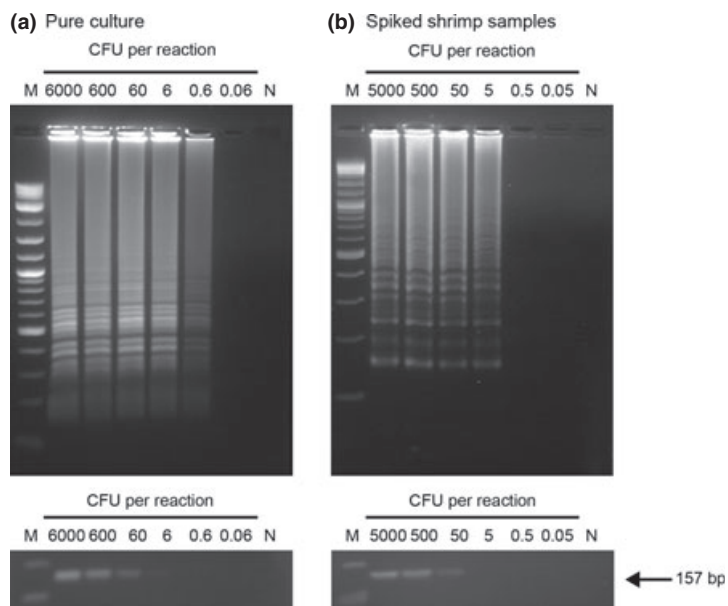 (a) Pure culture
CFU per reaction
M 6000 600 60 6 0.6 0.06 N
CFU per reaction
M 6000 600 60 6 0.6 0.06 N
(b) Spiked shrimp samples
CFU per reaction
M 5000 500 50 5 0.5 0.05 N
CFU per reaction
M 5000 500 50 5 0.5 0.05 N
157 bp